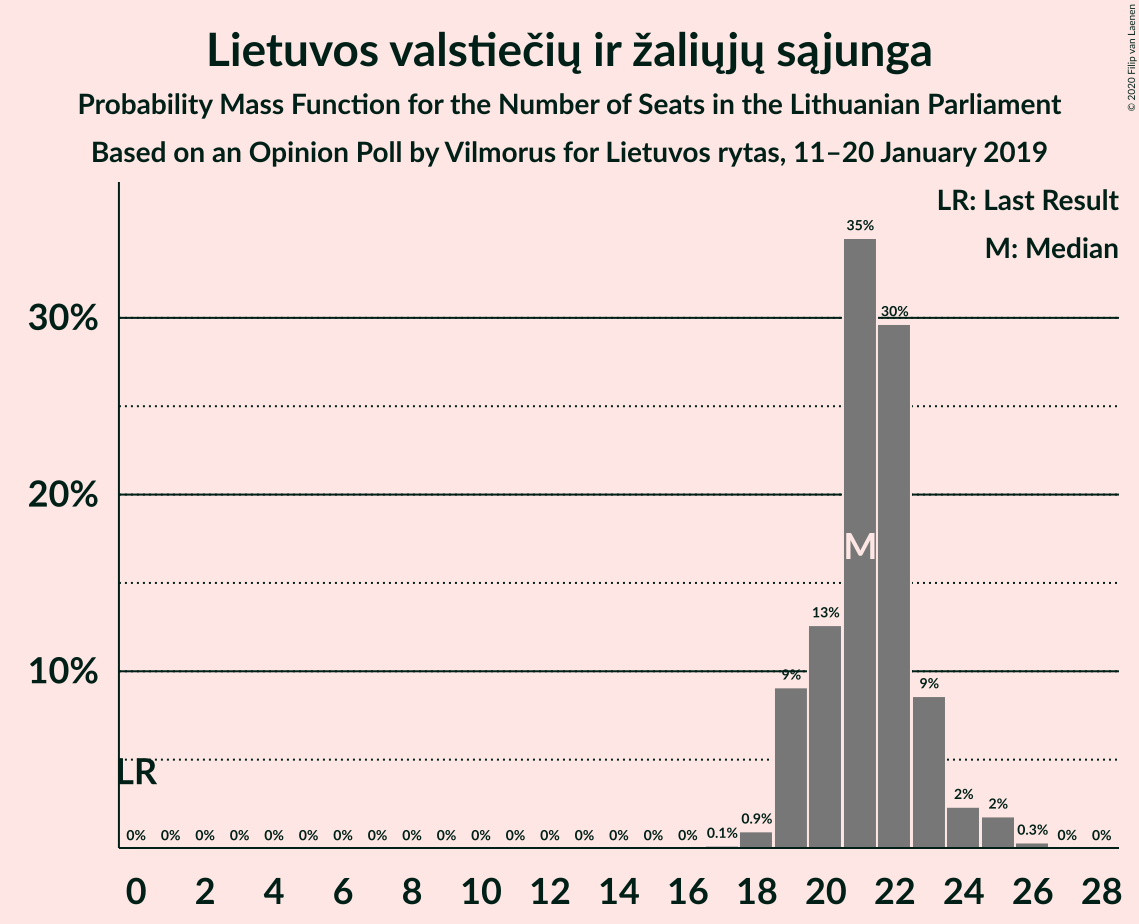 Lietuvos valstiečių ir žaliųjų sąjunga
Probability Mass Function for the Number of Seats in the Lithuanian Parliament
Based on an Opinion Poll by Vilmorus for Lietuvos rytas, 11–20 January 2019
© 2020 Filip van Laenen
LR: Last Result
M: Median
35%
30%
30%
20%
M
13%
10%
9%
9%
LR
0% 0% 0% 0% 0% 0% 0% 0% 0% 0% 0% 0% 0% 0% 0% 0% 0% 0.1% 0.9% 2% 2% 0.3% 0% 0%
0 2 4 6 8 10 12 14 16 18 20 22 24 26 28